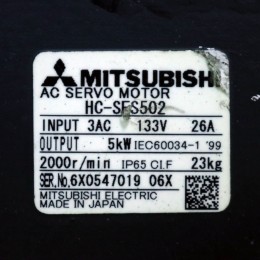 MITSUBISHI
AC SERVO MOTOR
HC-SFS502
INPUT 3AC 133V 26A
OUTPUT 5kW IEC60034-1 '99
2000r/min IP65 CI.F 23kg
SER.No.6X0547019 06X
MITSUBISHI ELECTRIC
MADE IN JAPAN